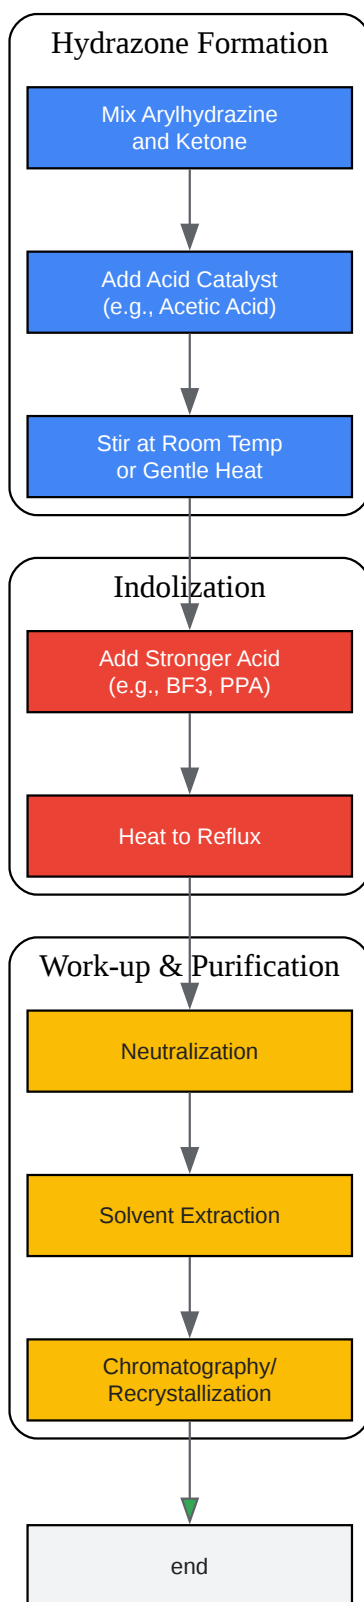 Hydrazone Formation
Mix Arylhydrazine
and Ketone
Add Acid Catalyst
(e.g., Acetic Acid)
Stir at Room Temp
or Gentle Heat
Indolization
Add Stronger Acid
(e.g., BF3, PPA)
Heat to Reflux
Work-up & Purification
Neutralization
Solvent Extraction
Chromatography/
Recrystallization
end